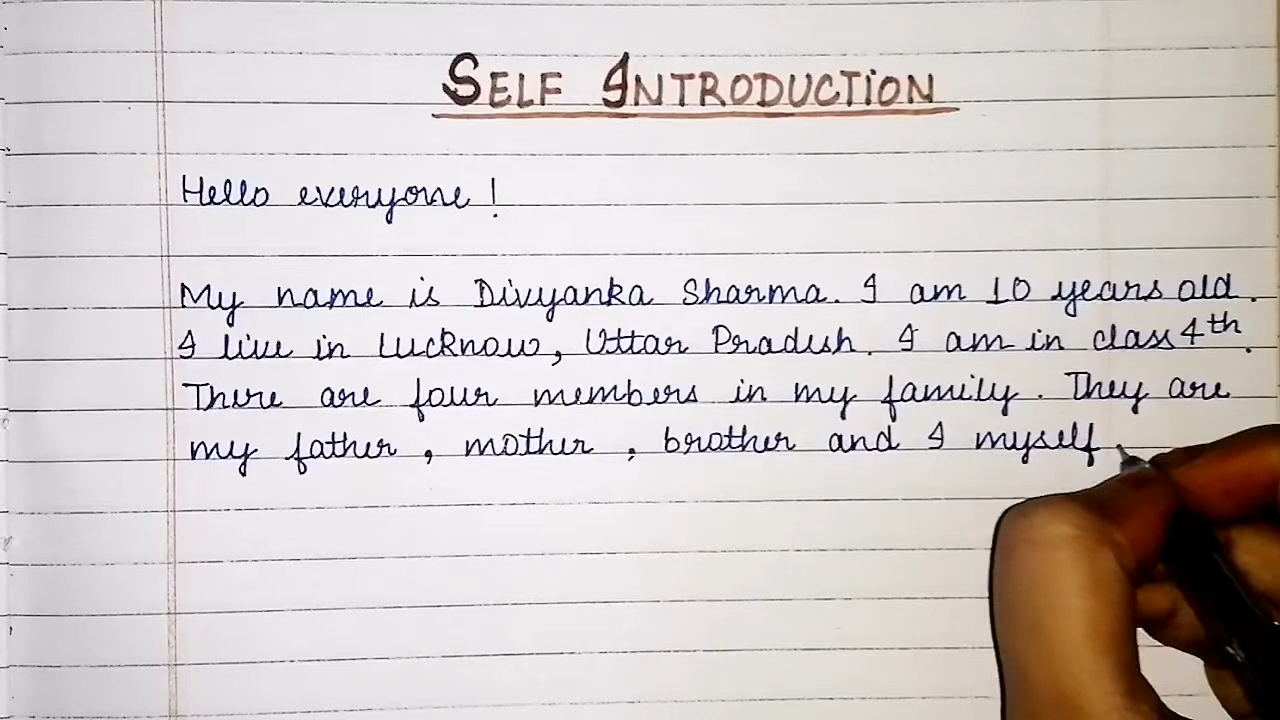 SELF INTRODUCTION
Hello everyone !
My name is Divyanka Sharma. I am 10 years old.
I live in Lucknow, Uttar Pradesh. I am in class 4th.
There are four members in my family. They are
my father, mother, brother and I myself.